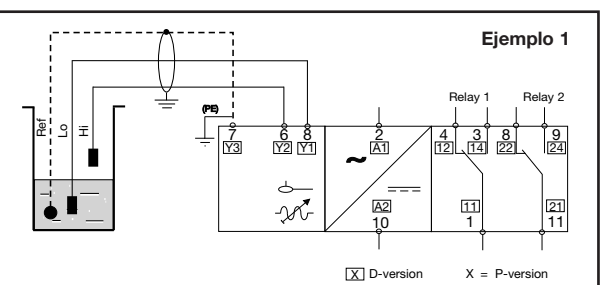 Ejemplo 1
Relay 1 Relay 2
Ref
Lo
Hi
(PE)
7 6 8 2 4 3 8 9
Y3 Y2 Y1 A1 12 14 22 24
~
A2 11 21
10 1 11
X D-version X = P-version